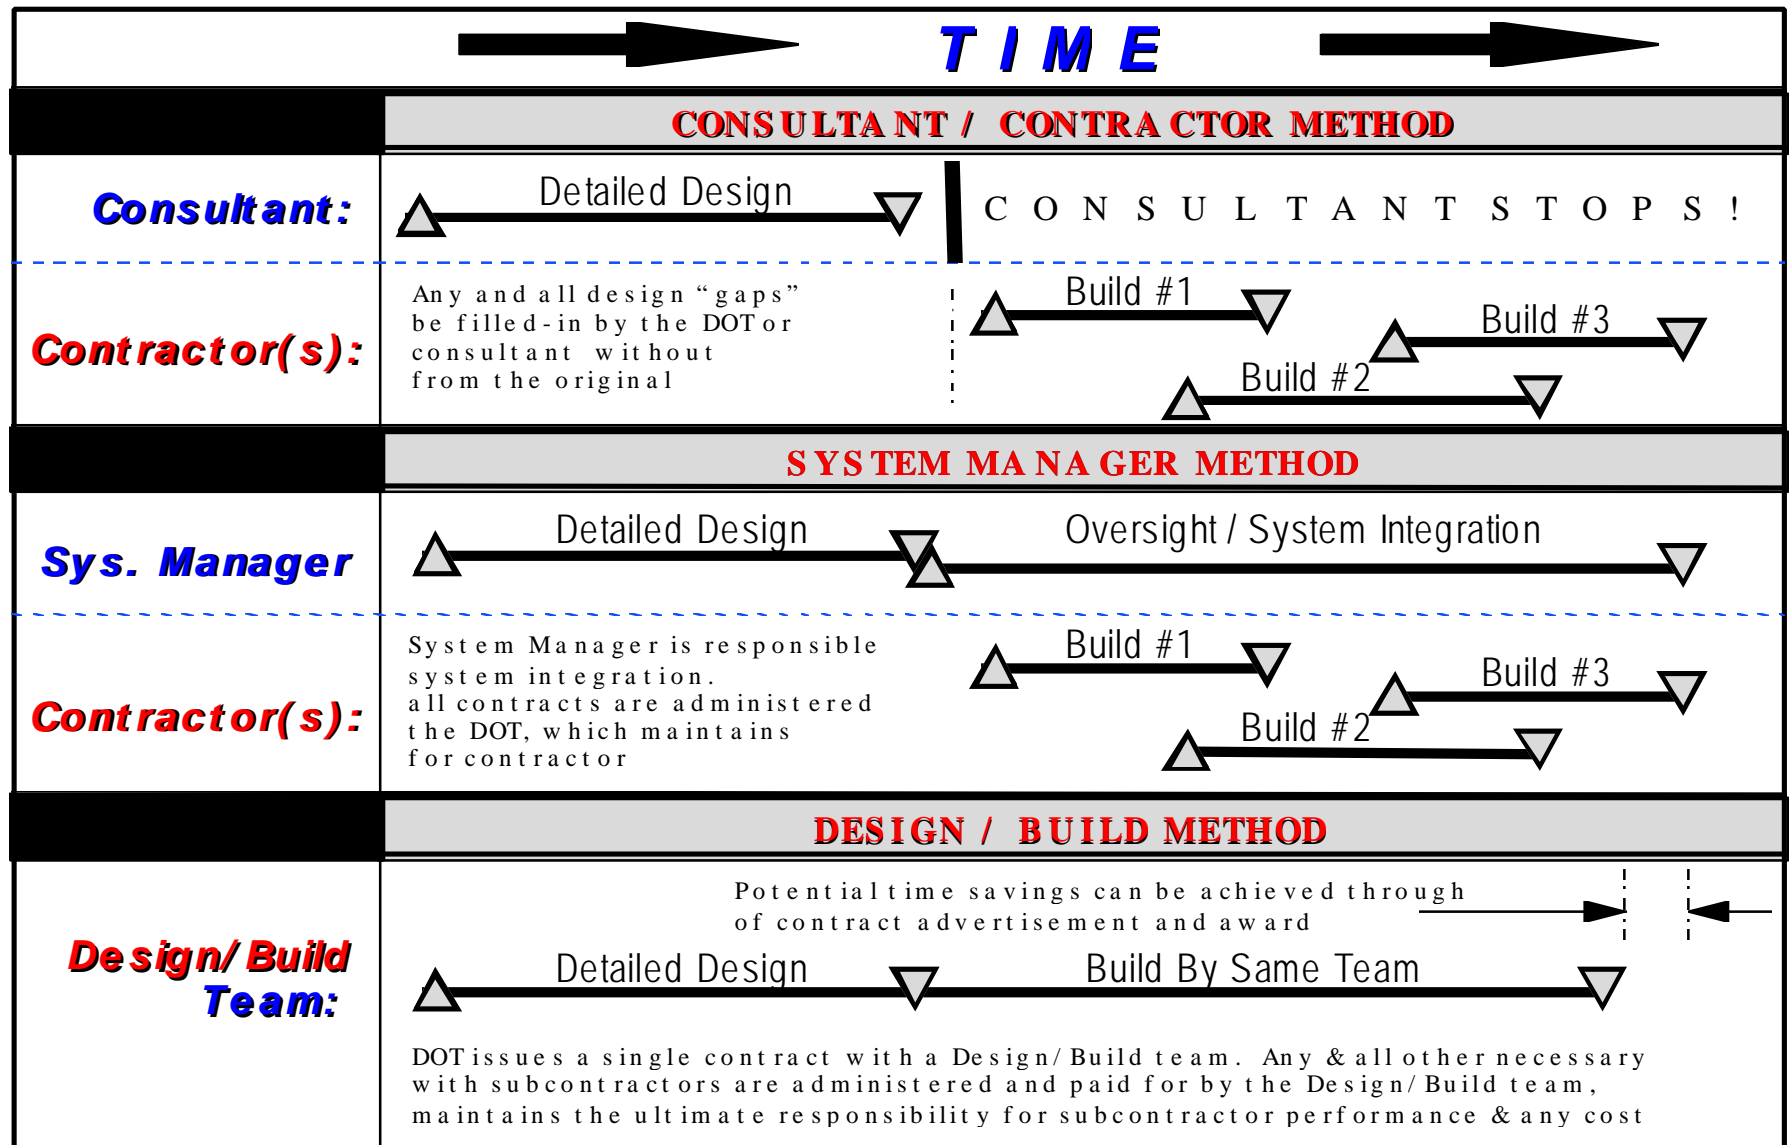 TIME
CONSULTANT / CONTRACTOR METHOD
Consultant:
Detailed Design
CONSULTANT STOPS!
Contractor(s):
Any and all design “gaps”
be filled-in by the DOT or
consultant without
from the original
Build #1
Build #3
Build #2
SYSTEM MANAGER METHOD
Sys. Manager
Detailed Design
Oversight / System Integration
Contractor(s):
System Manager is responsible
system integration.
all contracts are administered
the DOT, which maintains
for contractor
Build #1
Build #3
Build #2
DESIGN / BUILD METHOD
Potential time savings can be achieved through
of contract advertisement and award
Design/Build
Team:
Detailed Design
Build By Same Team
DOT issues a single contract with a Design/Build team. Any & all other necessary
with subcontractors are administered and paid for by the Design/Build team,
maintains the ultimate responsibility for subcontractor performance & any cost